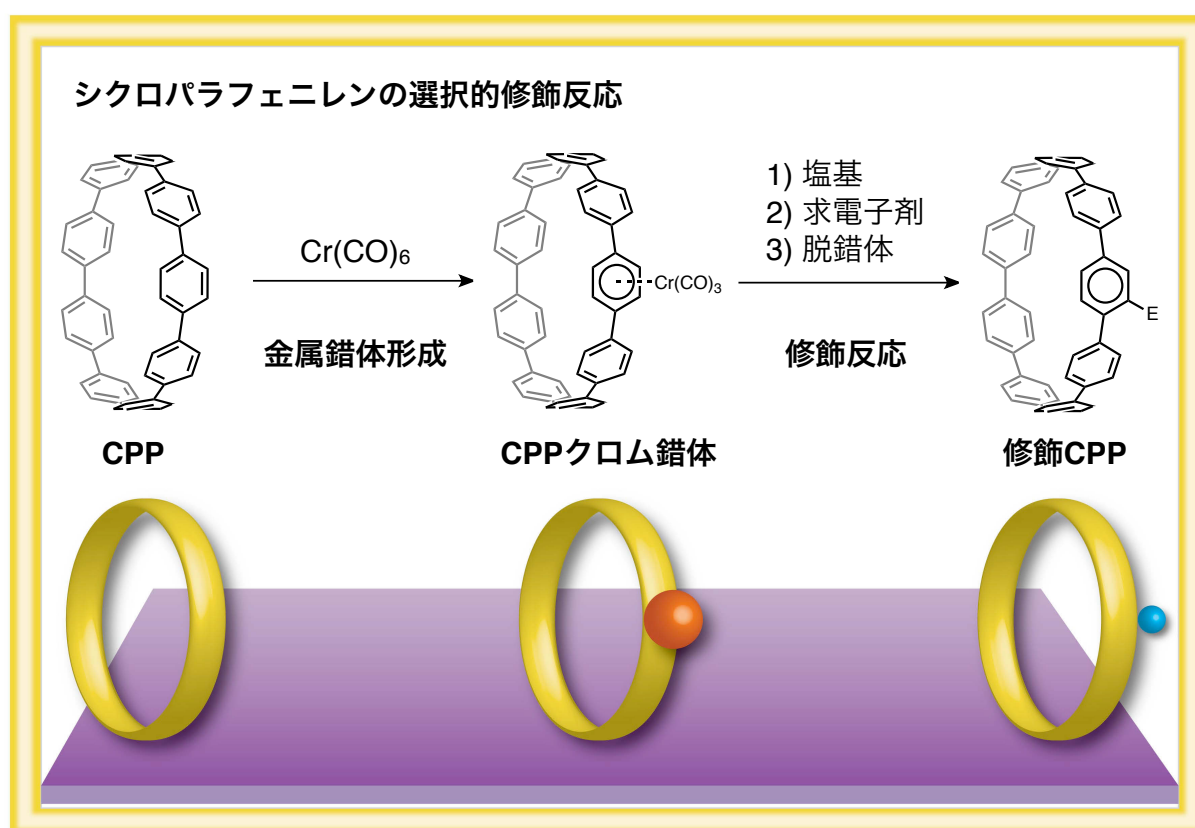 シクロパラフェニレンの選択的修飾反応
Cr(CO)6
金属錯体形成
Cr(CO)3
1) 塩基
2) 求電子剤
3) 脱錯体
修飾反応
E
CPP
CPPクロム錯体
修飾CPP